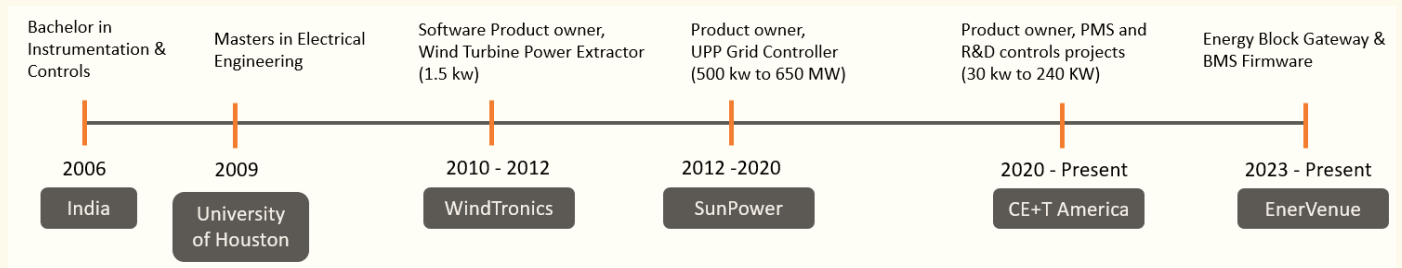 Bachelor in
Instrumentation &
Controls
2006
India
Masters in Electrical
Engineering
2009
University
of Houston
Software Product owner,
Wind Turbine Power Extractor
(1.5 kw)
2010 - 2012
WindTronics
Product owner,
UPP Grid Controller
(500 kw to 650 MW)
2012 -2020
SunPower
Product owner, PMS and
R&D controls projects
(30 kw to 240 KW)
2020 - Present
CE+T America
Energy Block Gateway &
BMS Firmware
2023 - Present
EnerVenue